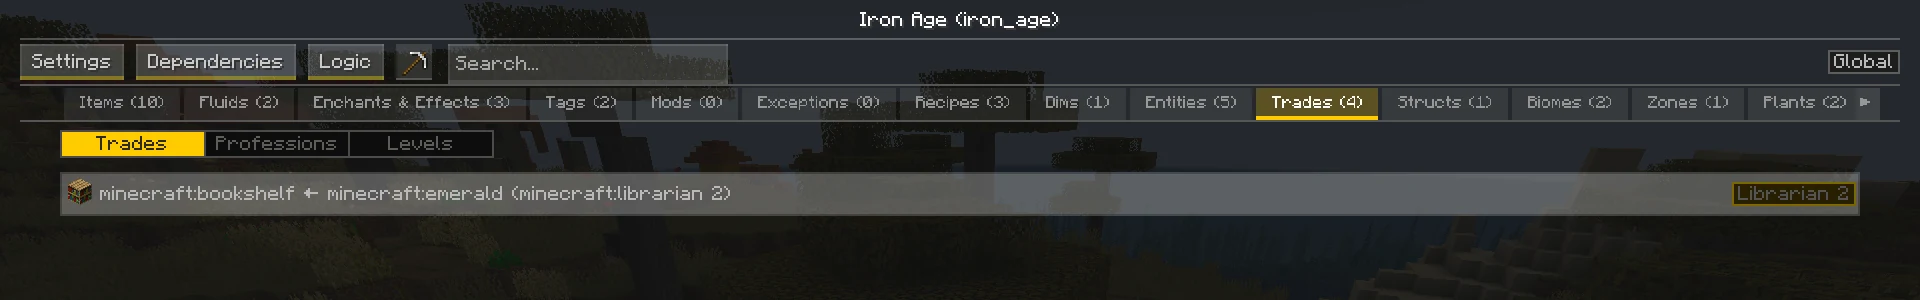 Iron Age (iron_age)
Settings Dependencies Logic Search... Global
Items (10) Fluids (2) Enchants & Effects (3) Tags (2) Mods (0) Exceptions (0) Recipes (3) Dims (1) Entities (5) Trades (4) Structs (1) Biomes (2) Zones (1) Plants (2) ►
Trades Professions Levels
minecraft:bookshelf ← minecraft:emerald (minecraft:librarian 2) Librarian 2